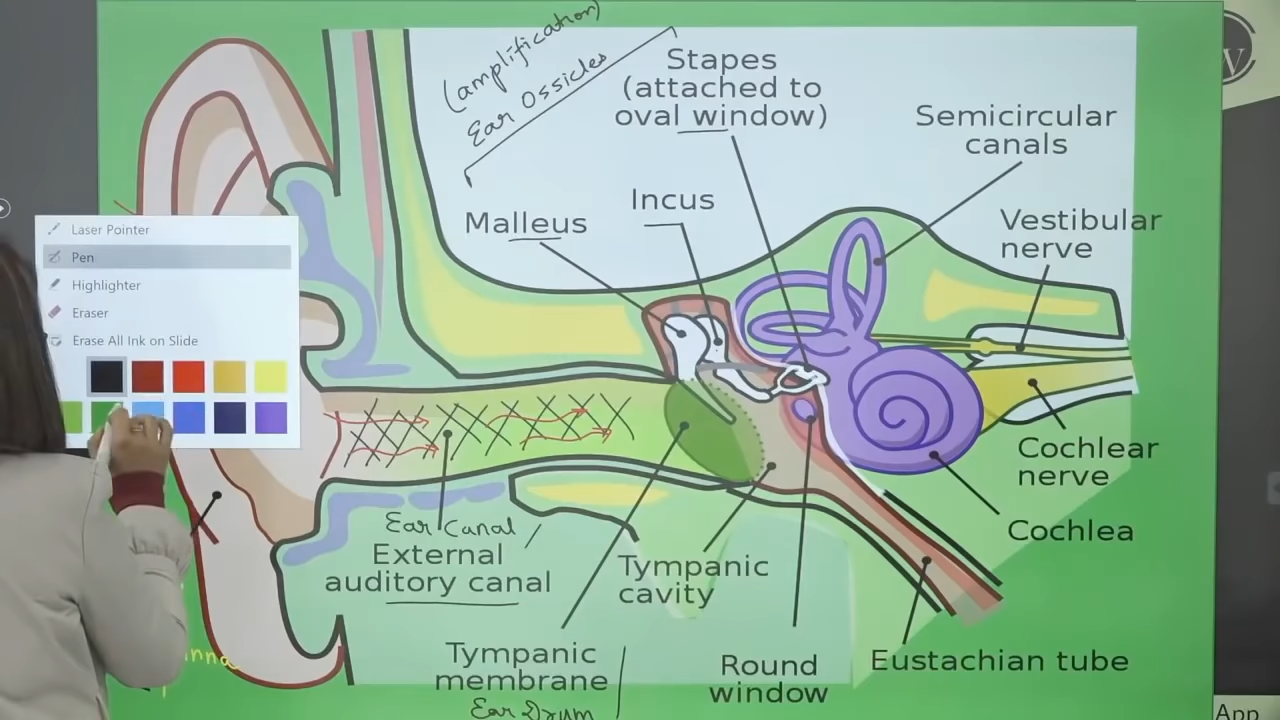 (amplification)
Ear Ossicles
Stapes
(attached to
oval window)
Semicircular
canals
Incus
Malleus
Vestibular
nerve
Laser Pointer
Pen
Highlighter
Eraser
Erase All Ink on Slide
Cochlear
nerve
Cochlea
Ear Canal
External
auditory canal
Tympanic
cavity
Tympanic
membrane
Ear Drum
Round
window
Eustachian tube
nna
App